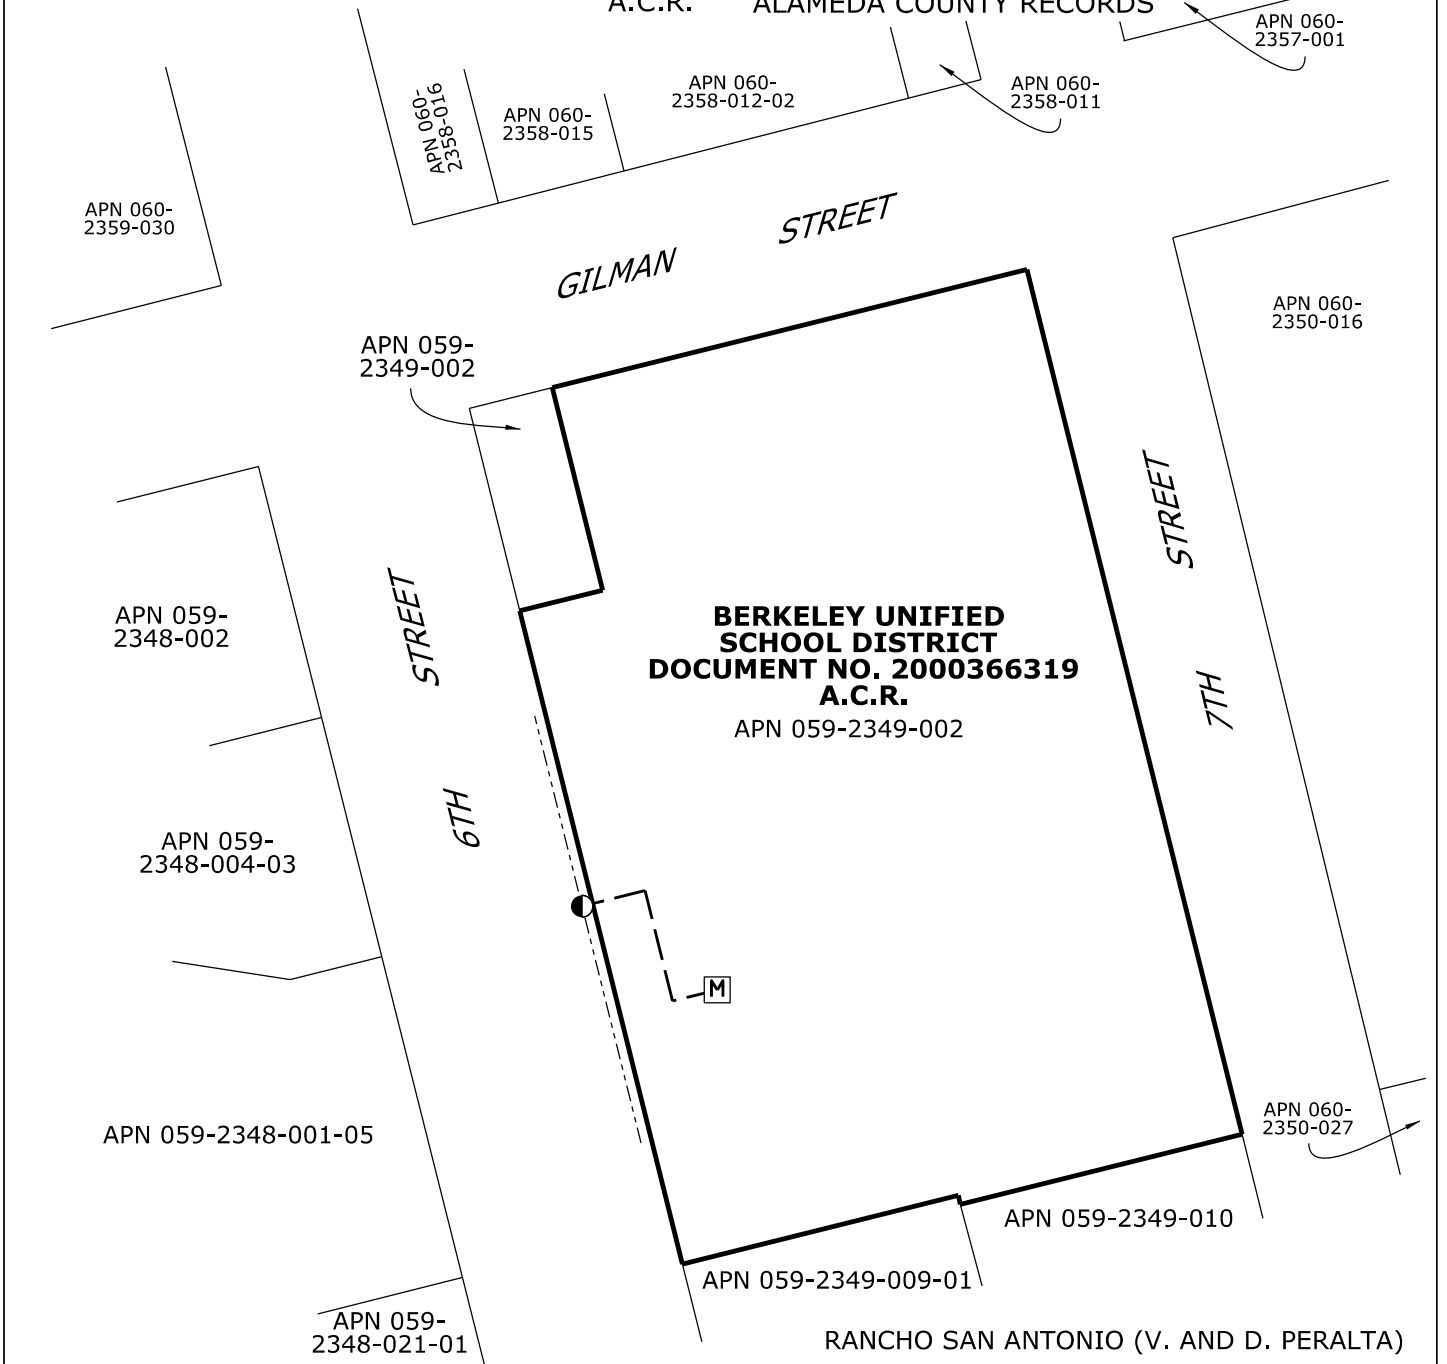 A.C.R. ALAMEDA COUNTY RECORDS
APN 060-
2357-001
APN 060-
2358-016
APN 060-
2358-015
APN 060-
2358-012-02
APN 060-
2358-011
APN 060-
2359-030
GILMAN STREET
APN 060-
2350-016
APN 059-
2349-002
7TH STREET
APN 059-
2348-002
6TH STREET
BERKELEY UNIFIED
SCHOOL DISTRICT
DOCUMENT NO. 2000366319
A.C.R.
APN 059-2349-002
APN 059-
2348-004-03
M
APN 059-2348-001-05
APN 060-
2350-027
APN 059-2349-010
APN 059-2349-009-01
APN 059-
2348-021-01
RANCHO SAN ANTONIO (V. AND D. PERALTA)